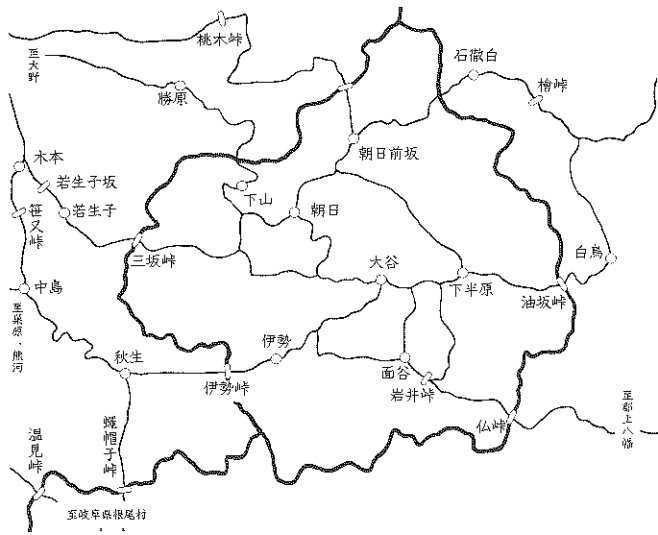 桃木峠
石徹白
至大野
檜峠
勝原
朝日前坂
木本
若生子坂
下山
朝日
若生子
笹又峠
三坂峠
白鳥
大谷
下半原
油坂峠
中島
至巣原、熊河
伊勢
秋生
伊勢峠
面谷
岩井峠
至郡上八幡
仏峠
温見峠
蠅帽子峠
至岐阜県根尾村